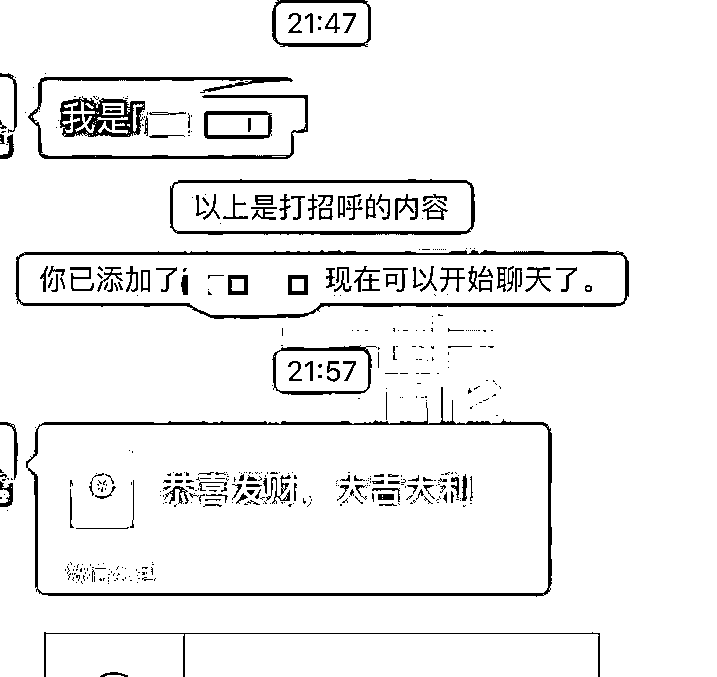 21:47
我是
以上是打招呼的内容
你已添加了 现在可以开始聊天了。
21:57
恭喜发财，大吉大利
微信红包